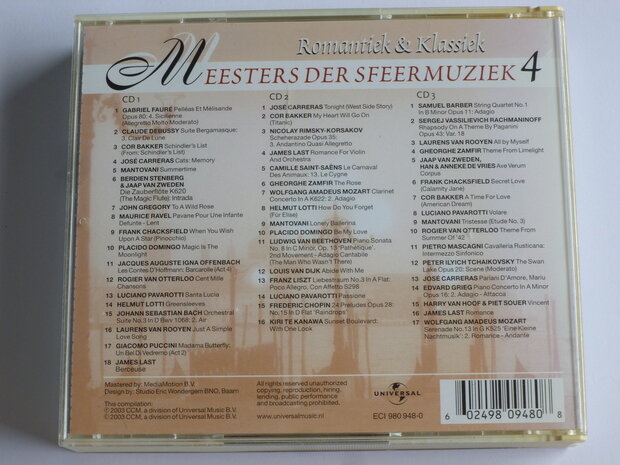 Romantiek & Klassiek
MEESTERS DER SFEERMUZIEK 4
CD 1
1 GABRIEL FAURÉ Pelléas Et Mélisande
Opus 80: 4. Sicilienne
(Allegretto Molto Moderato)
2 CLAUDE DEBUSSY Suite Bergamasque:
3. Clair De Lune
3 COR BAKKER Schindler's List
(From: Schindler's List)
4 JOSÉ CARRERAS Cats: Memory
5 MANTOVANI Summertime
6 BERDIEN STENBERG
& JAAP VAN ZWEDEN
Die Zauberflöte K620
(The Magic Flute): Intrada
7 JOHN GREGORY To A Wild Rose
8 MAURICE RAVEL Pavane Pour Une Infante
Defunte - Lent
9 FRANK CHACKSFIELD When You Wish
Upon A Star (Pinocchio)
10 PLACIDO DOMINGO Magic Is The
Moonlight
11 JACQUES AUGUSTE IGNA OFFENBACH
Les Contes D'Hoffmann: Barcarolle (Act 4)
12 ROGIER VAN OTTERLOO Cent Mille
Chansons
13 LUCIANO PAVAROTTI Santa Lucia
14 HELMUT LOTTI Greensleeves
15 JOHANN SEBASTIAN BACH Orchestral
Suite No.3 In D Bwv 1068: 2. Air
16 LAURENS VAN ROOYEN Just A Simple
Love Song
17 GIACOMO PUCCINI Madama Butterfly:
Un Bel Di Vedremo (Act 2)
18 JAMES LAST
Berceuse
CD 2
1 JOSÉ CARRERAS Tonight (West Side Story)
2 COR BAKKER My Heart Will Go On
(Titanic)
3 NICOLAY RIMSKY-KORSAKOV
Scheherazade Opus 35:
3. Andantino Quasi Allegretto
4 JAMES LAST Romance For Violin
And Orchestra
5 CAMILLE SAINT-SAËNS Le Carnaval
Des Animaux: 13. Le Cygne
6 GHEORGHE ZAMFIR The Rose
7 WOLFGANG AMADEUS MOZART Clarinet
Concerto In A K622: 2. Adagio
8 HELMUT LOTTI How Do You Forget
(Für Elise)
9 MANTOVANI Lonely Ballerina
10 PLACIDO DOMINGO Be My Love
11 LUDWIG VAN BEETHOVEN Piano Sonata
No. 8 In C Minor, Op. 13 "Pathétique".
2nd Movement - Adagio Cantabile
(The Man Who Wasn't There)
12 LOUIS VAN DIJK Abide With Me
13 FRANZ LISZT Liebestraum No.3 In A Flat:
Poco Allegro, Con Affetto S298
14 LUCIANO PAVAROTTI Passione
15 FREDERIC CHOPIN 24 Preludes Opus 28:
No.15 In D Flat 'Raindrops'
16 KIRI TE KANAWA Sunset Boulevard:
With One Look
CD 3
1 SAMUEL BARBER String Quartet No.1
In B Minor Opus 11: Adagio
2 SERGEJ VASSILIEVICH RACHMANINOFF
Rhapsody On A Theme By Paganini
Opus 43: Var. 18
3 LAURENS VAN ROOYEN All by Myself
4 GHEORGHE ZAMFIR Theme From Limelight
5 JAAP VAN ZWEDEN,
HAN & ANNEKE DE VRIES Ave Verum
Corpus
6 FRANK CHACKSFIELD Secret Love
(Calamity Jane)
7 COR BAKKER A Time For Love
(American Dream)
8 LUCIANO PAVAROTTI Volare
9 MANTOVANI Tristesse (Etude No. 3)
10 ROGIER VAN OTTERLOO Theme From
Summer Of '42
11 PIETRO MASCAGNI Cavalleria Rusticana:
Intermezzo Sinfonico
12 PETER ILYICH TCHAIKOVSKY The Swan
Lake Opus 20: Scene (Moderato)
13 JOSÉ CARRERAS Pariani D'Amore, Mariu
14 EDVARD GRIEG Piano Concerto In A Minor
Opus 16: 2. Adagio - Attacca
15 HARRY VAN HOOF & PIET SOUER Vincent
16 JAMES LAST Romance
17 WOLFGANG AMADEUS MOZART
Serenade No.13 in G K525 'Eine Kleine
Nachtmusik': 2. Romance - Andante
Mastered by: MediaMotion B.V.
Design by: Studio Eric Wondergem BNO, Baarn
This compilation:
℗ 2003 CCM, a division of Universal Music B.V.
© 2003 CCM, a division of Universal Music B.V.
All rights reserved. Unauthorized
copying, reproduction, hiring,
lending, public performance
and broadcasting prohibited.
www.universalmusic.nl
UNIVERSAL
ECI 980 948-0
6 02498 09480 8